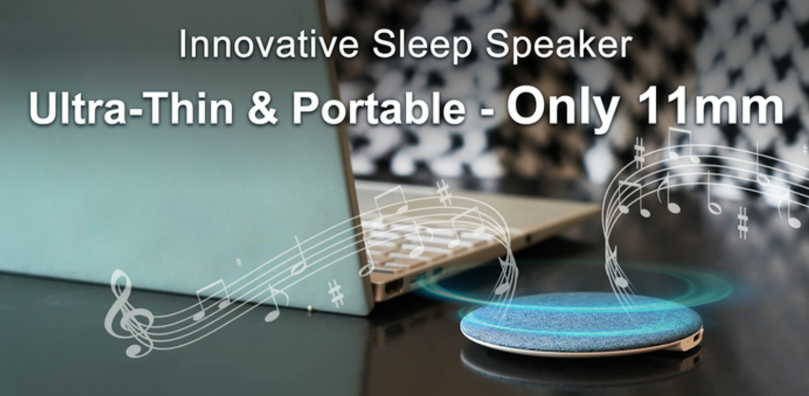 Innovative Sleep Speaker
Ultra-Thin & Portable - Only 11mm